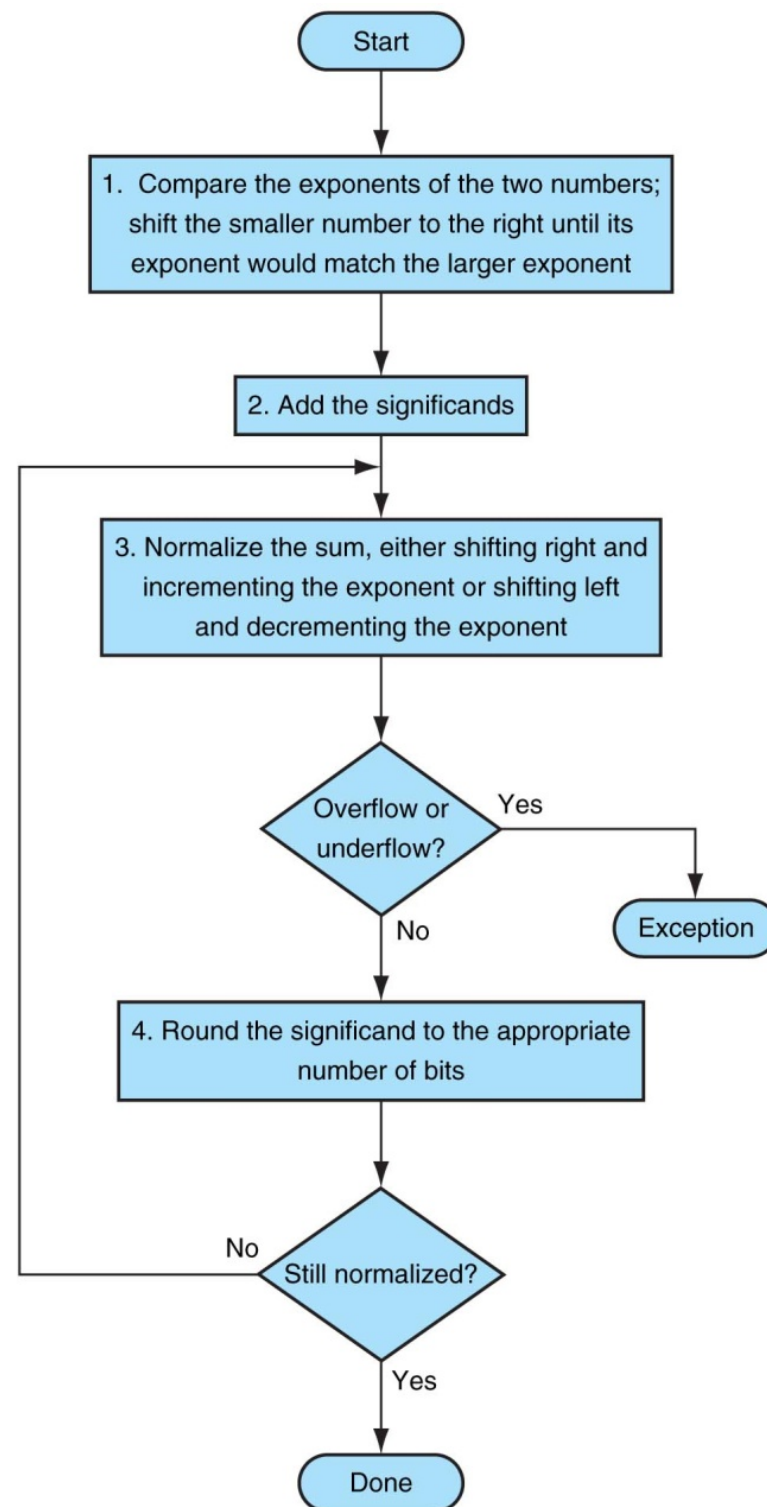 Start
1. Compare the exponents of the two numbers;
shift the smaller number to the right until its
exponent would match the larger exponent
2. Add the significands
3. Normalize the sum, either shifting right and
incrementing the exponent or shifting left
and decrementing the exponent
Overflow or
underflow?
Yes
No
Exception
4. Round the significand to the appropriate
number of bits
No
Still normalized?
Yes
Done